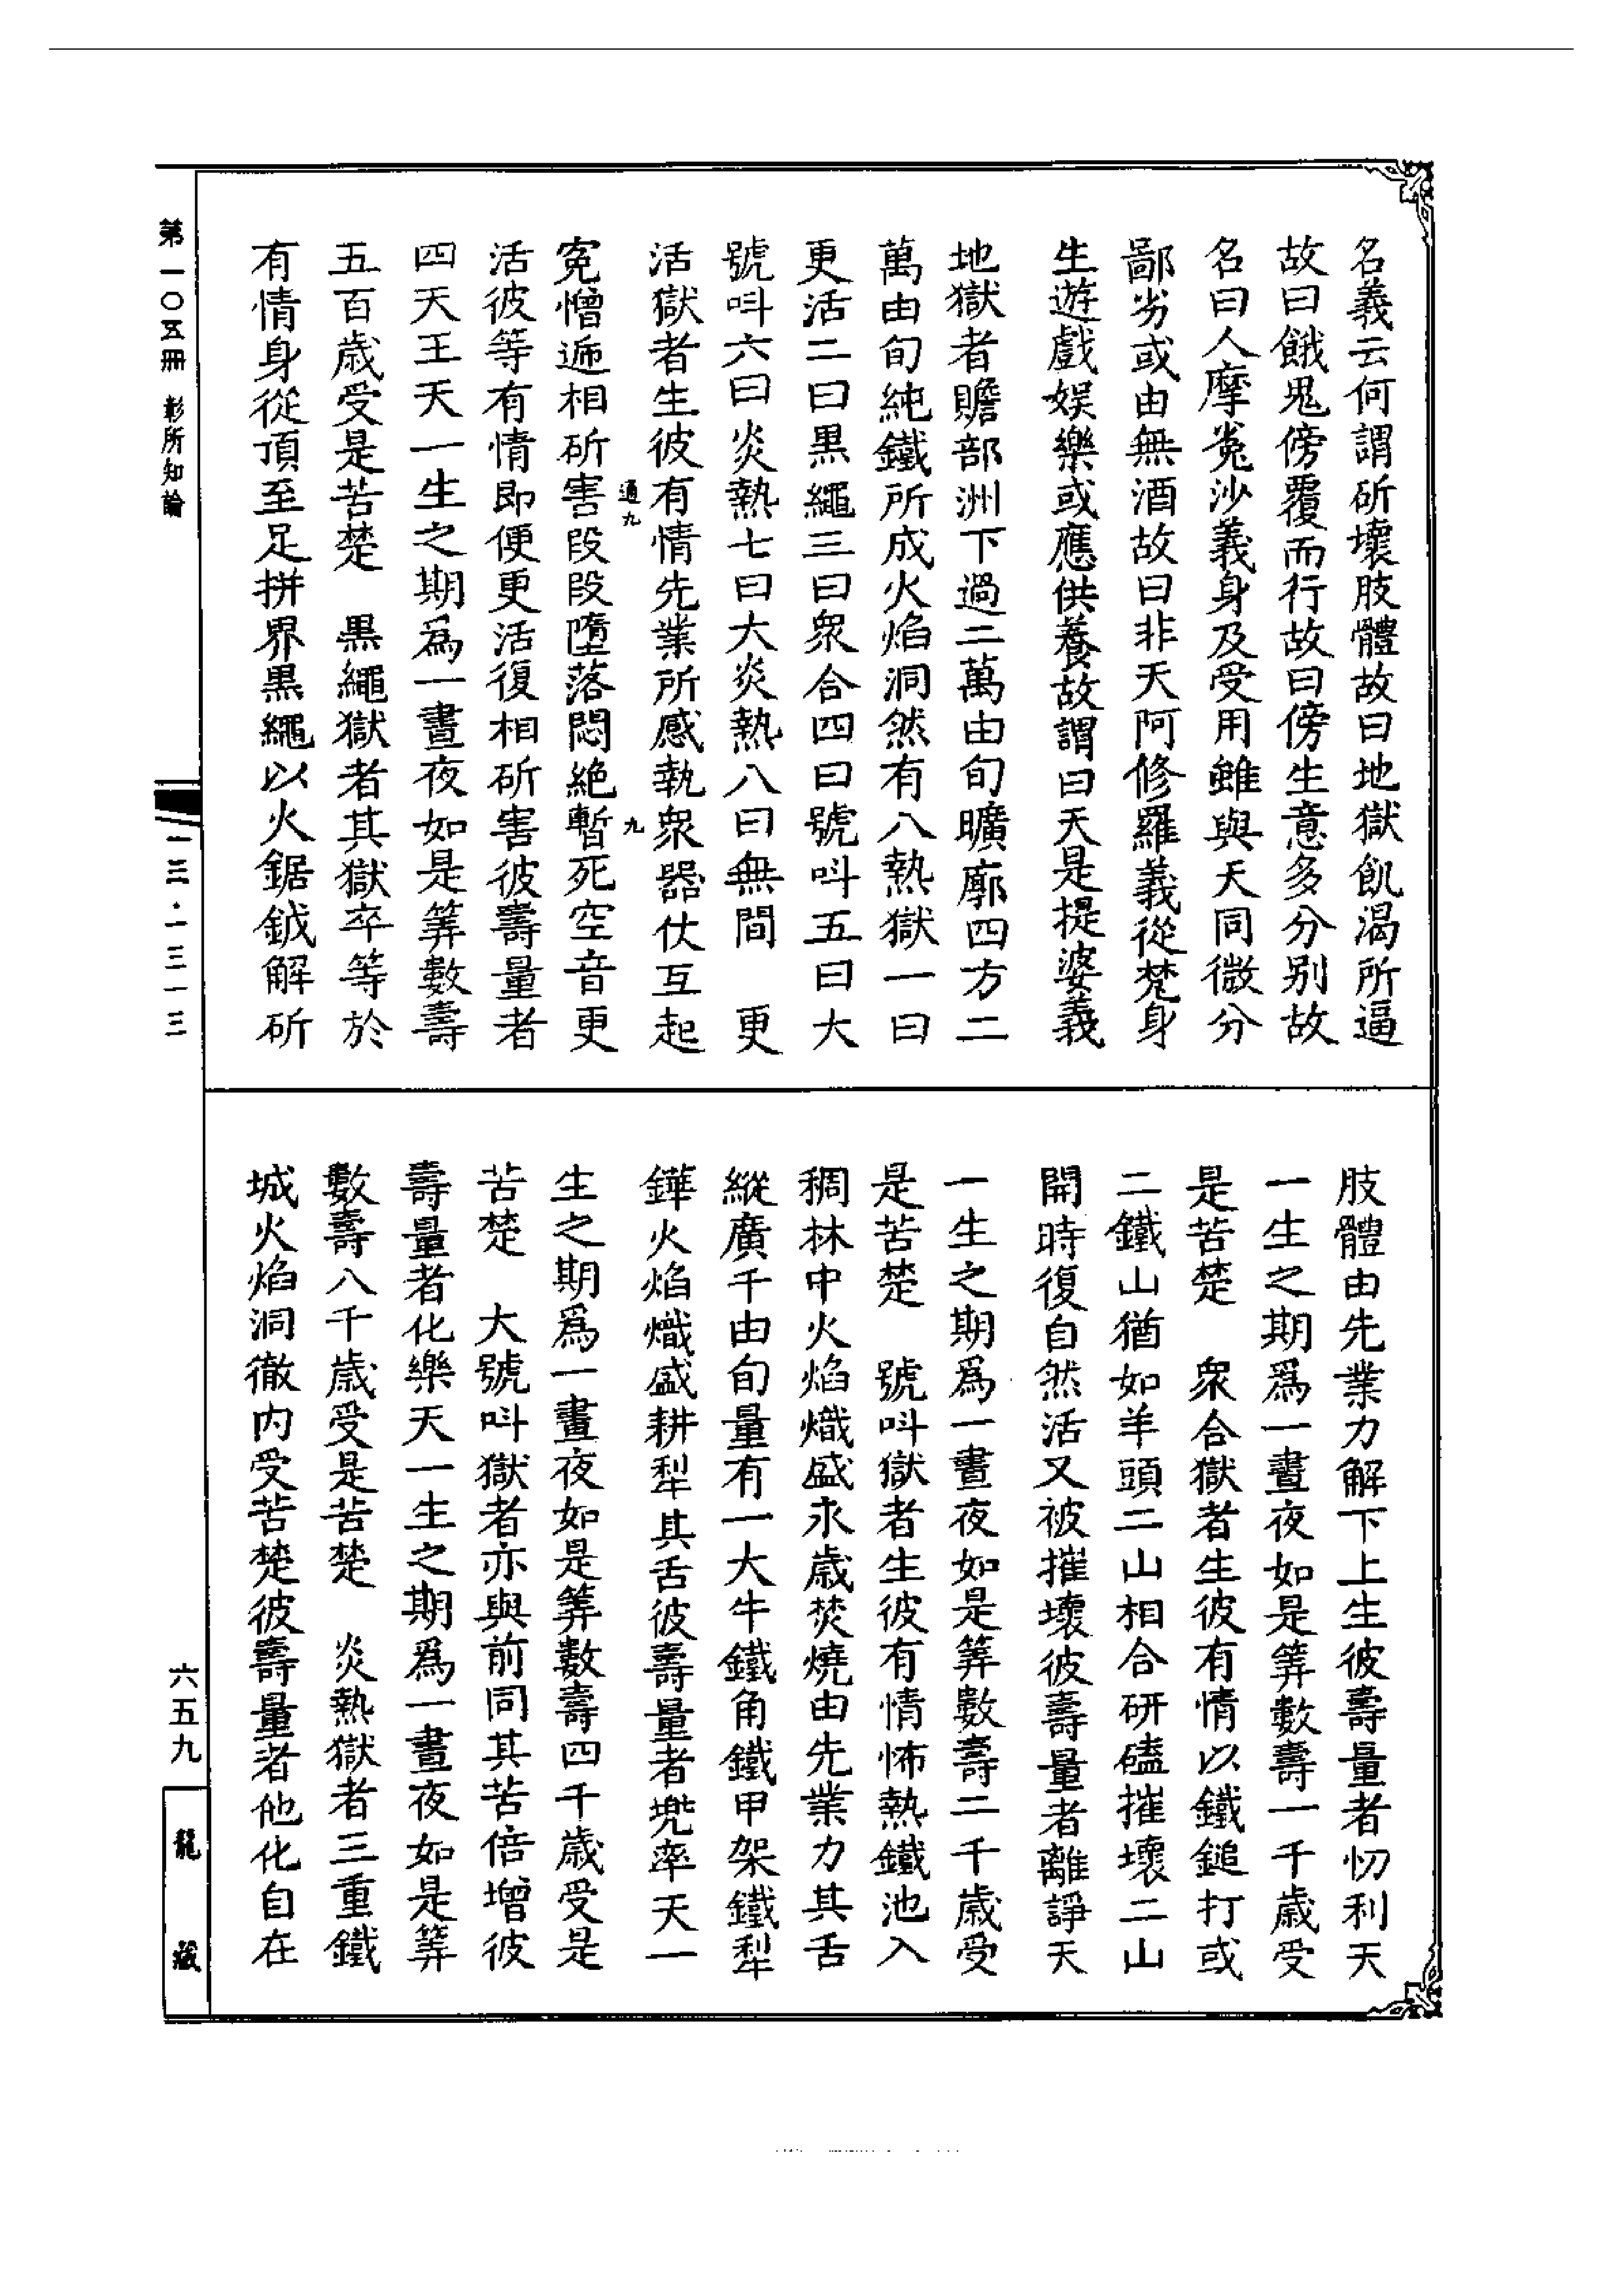 名義云何謂斫壞肢體故曰地獄飢渴所逼
故曰餓鬼傍覆而行故曰傍生意多分別故
名曰人摩㝹沙義身及受用雖與天同微分
鄙劣或由無酒故曰非天阿修羅義從梵身
生遊戲娯樂或應供養故謂曰天是提婆義
地獄者贍部洲下過二萬由旬曠廓四方二
萬由旬純鐵所成火焰洞然有八熱獄一曰
更活二曰黒繩三曰衆合四曰號呌五曰大
號呌六曰炎熱七曰大炎熱八曰無間　更
活獄者生彼有情先業所感執衆器仗互起
通九
九
寃憎遞相斫害段段墮落悶絶暫死空音更
活彼等有情即便更活復相斫害彼壽量者
四天王天一生之期爲一晝夜如是筭數壽
五百歲受是苦楚　黒繩獄者其獄卒等於
有情身從頂至足拼界黒繩以火鋸鉞解斫
肢體由先業力解下上生彼壽量者忉利天
一生之期爲一晝夜如是筭數壽一千歲受
是苦楚　衆合獄者生彼有情以鐵鎚打或
二鐵山猶如羊頭二山相合研磕摧壞二山
開時復自然活又被摧壞彼壽量者離諍天
一生之期爲一晝夜如是筭數壽二千歲受
是苦楚　號呌獄者生彼有情怖熱鐵池入
稠林中火焰熾盛永歲焚燒由先業力其舌
縱廣千由旬量有一大牛鐵角鐵甲架鐵犁
鏵火焰熾盛耕犁其舌彼壽量者兜率天一
生之期爲一晝夜如是筭數壽四千歲受是
苦楚　大號呌獄者亦與前同其苦倍增彼
壽量者化樂天一生之期爲一晝夜如是筭
數壽八千歲受是苦楚　炎熱獄者三重鐵
城火焰洞徹内受苦楚彼壽量者他化自在
第一〇五冊　彰所知論
一三·一三一三
六五九
龍藏